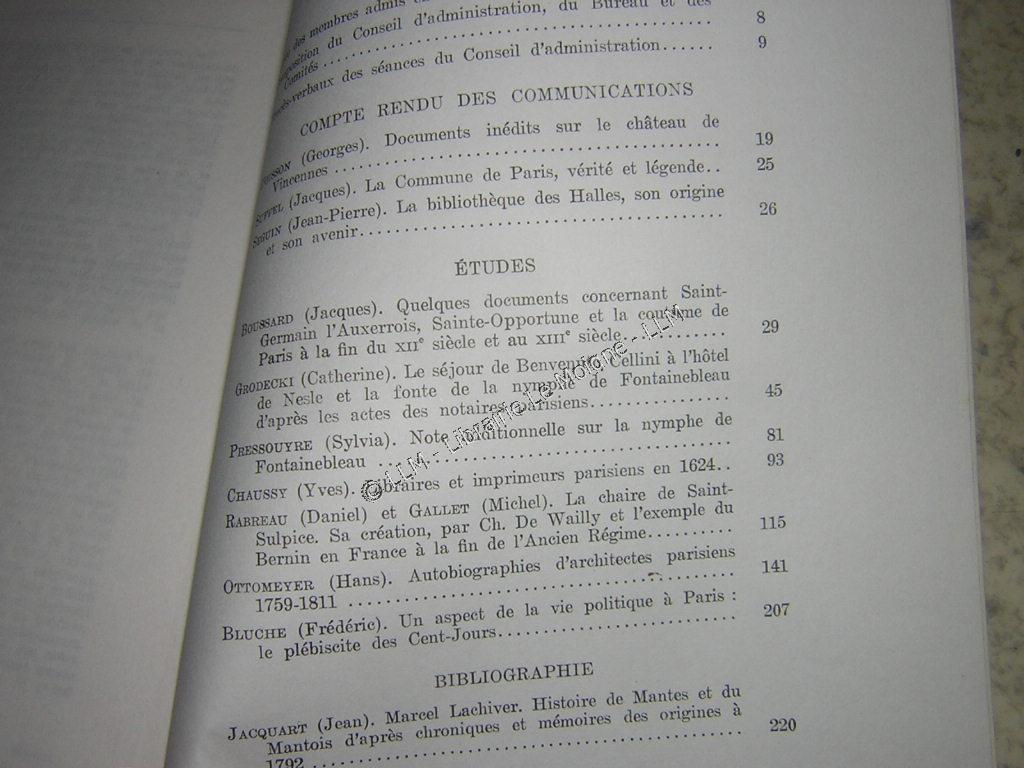 des membres admis
du Conseil d'administration, du Bureau et des
Comités ........ 8
verbaux des séances du Conseil d'administration...... 9
COMPTE RENDU DES COMMUNICATIONS
(Georges). Documents inédits sur le château de
Vincennes ........ 19
(Jacques). La Commune de Paris, vérité et légende.. 25
SEGUIN (Jean-Pierre). La bibliothèque des Halles, son origine
et son avenir........ 26
ÉTUDES
BOUSSARD (Jacques). Quelques documents concernant Saint-
Germain l'Auxerrois, Sainte-Opportune et la coutume de
Paris à la fin du XIIe siècle et au XIIIe siècle........ 29
GRODECKI (Catherine). Le séjour de Benvenuto Cellini à l'hôtel
de Nesle et la fonte de la nymphe de Fontainebleau
d'après les actes des notaires parisiens........ 45
PRESSOUYRE (Sylvia). Note additionnelle sur la nymphe de
Fontainebleau ........ 81
CHAUSSY (Yves). Libraires et imprimeurs parisiens en 1624.. 93
RABREAU (Daniel) et GALLET (Michel). La chaire de Saint-
Sulpice. Sa création, par Ch. De Wailly et l'exemple du
Bernin en France à la fin de l'Ancien Régime........ 115
OTTOMEYER (Hans). Autobiographies d'architectes parisiens
1759-1811 ........ 141
BLUCHE (Frédéric). Un aspect de la vie politique à Paris :
le plébiscite des Cent-Jours........ 207
BIBLIOGRAPHIE
JACQUART (Jean). Marcel Lachiver. Histoire de Mantes et du
Mantois d'après chroniques et mémoires des origines à
1792 ........ 220
© LLM - Librairie Le Moigne - LLM